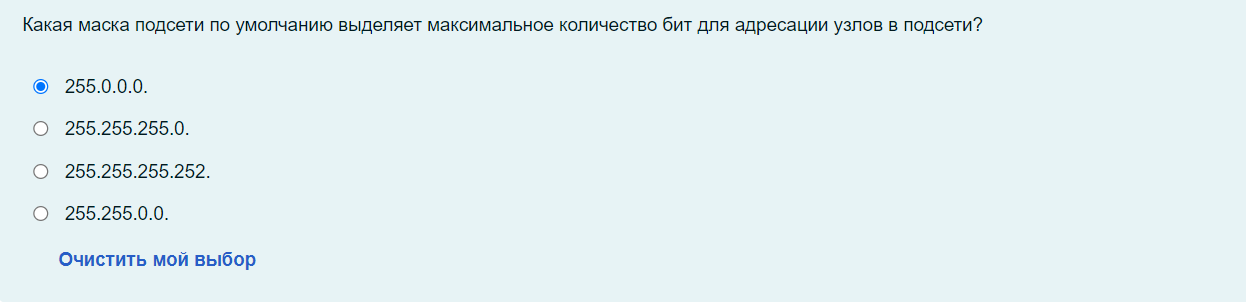 Какая маска подсети по умолчанию выделяет максимальное количество бит для адресации узлов в подсети?
255.0.0.0.
255.255.255.0.
255.255.255.252.
255.255.0.0.
Очистить мой выбор